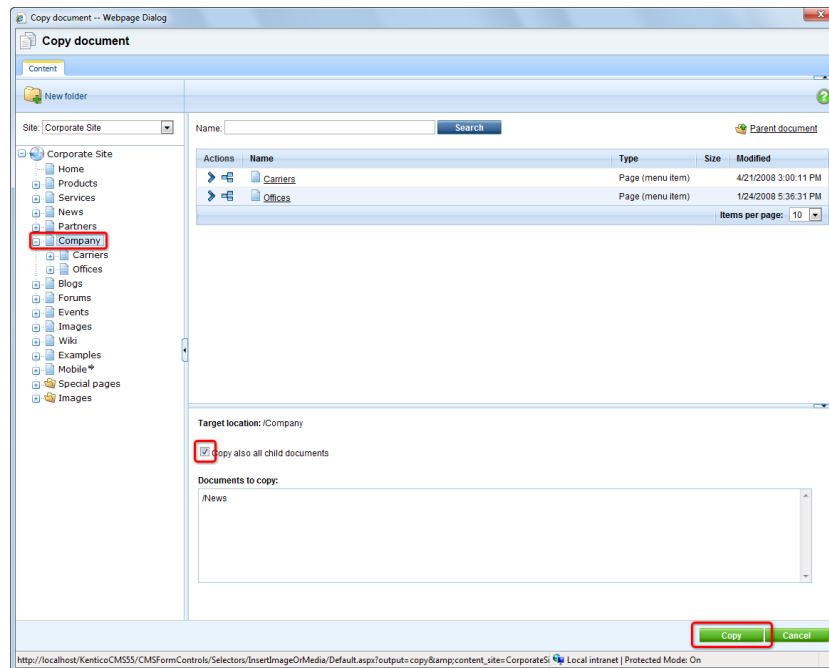 Copy document -- Webpage Dialog
Copy document
Content
New folder
Site: Corporate Site
Name: Search Parent document
Corporate Site
Home
Products
Services
News
Partners
Company
Carriers
Offices
Blogs
Forums
Events
Images
Wiki
Examples
Mobile
Special pages
Images
Actions Name Type Size Modified
Carriers Page (menu item) 4/21/2008 3:00:11 PM
Offices Page (menu item) 1/24/2008 5:36:31 PM
Items per page: 10
Target location: /Company
Copy also all child documents
Documents to copy:
/News
Copy Cancel
http://localhost/KenticoCMS55/CMSFormControls/Selectors/InsertImageOrMedia/Default.aspx?output=copy&amp;content_site=CorporateSi Local intranet | Protected Mode: On